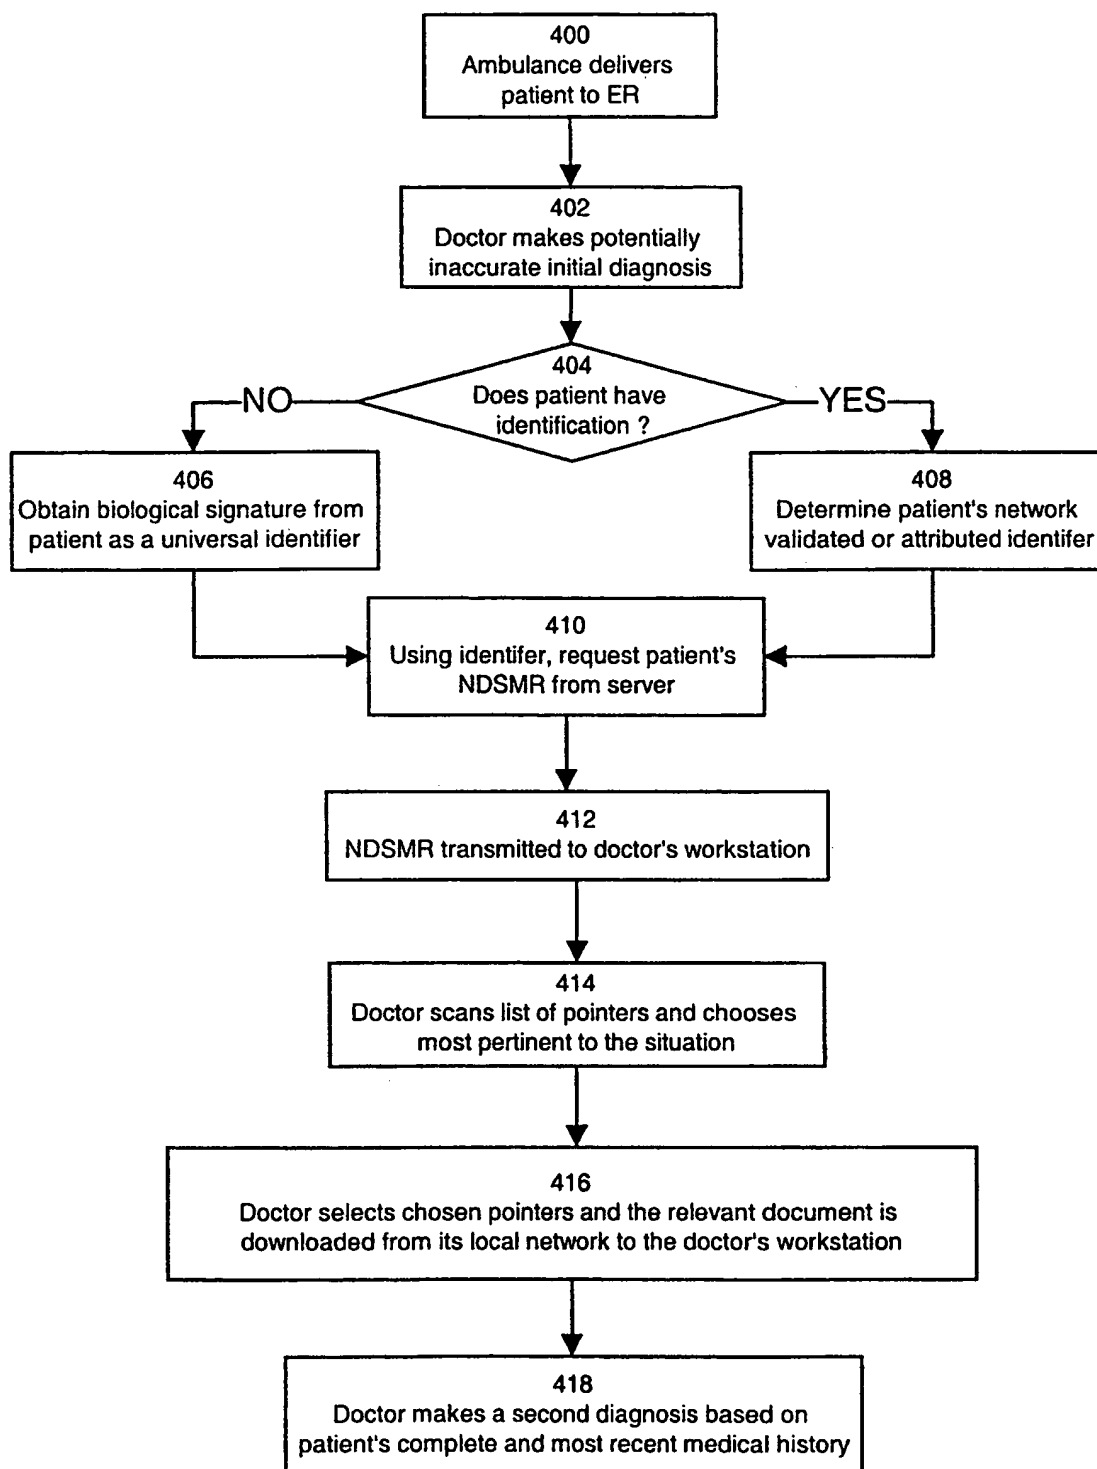 400
Ambulance delivers
patient to ER
402
Doctor makes potentially
inaccurate initial diagnosis
404
Does patient have
identification ?
NO
YES
406
Obtain biological signature from
patient as a universal identifier
408
Determine patient's network
validated or attributed identifer
410
Using identifer, request patient's
NDSMR from server
412
NDSMR transmitted to doctor's workstation
414
Doctor scans list of pointers and chooses
most pertinent to the situation
416
Doctor selects chosen pointers and the relevant document is
downloaded from its local network to the doctor's workstation
418
Doctor makes a second diagnosis based on
patient's complete and most recent medical history